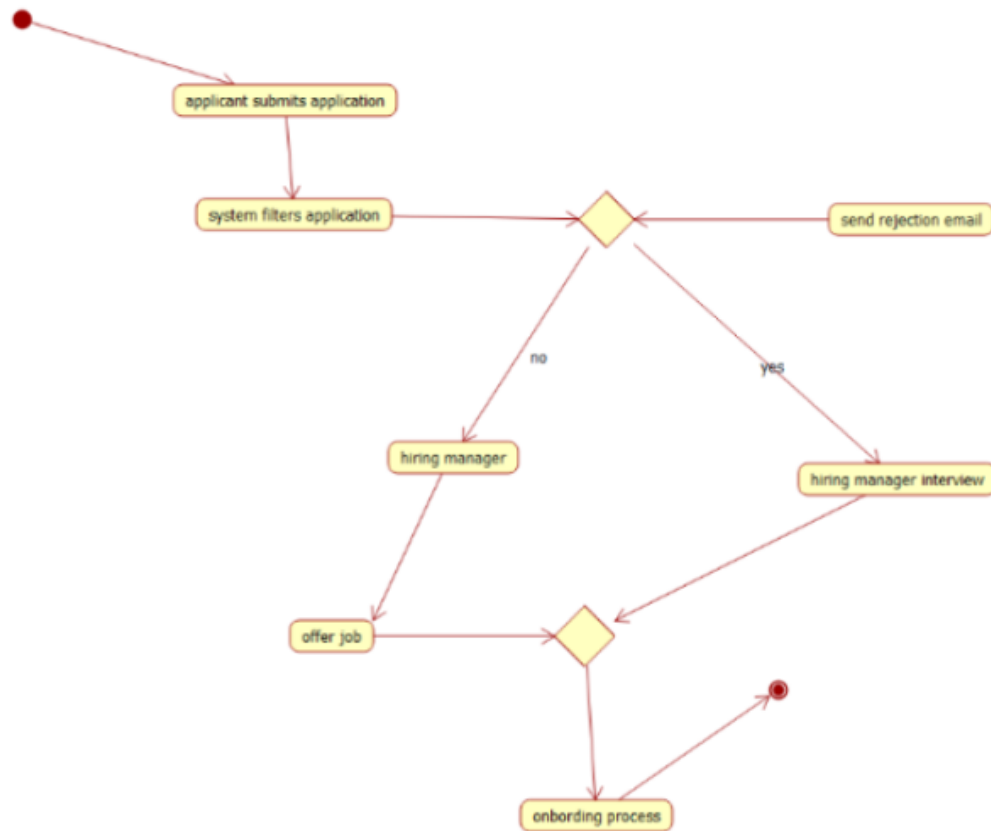 applicant submits application
system filters application
send rejection email
no
yes
hiring manager
hiring manager interview
offer job
onbording process